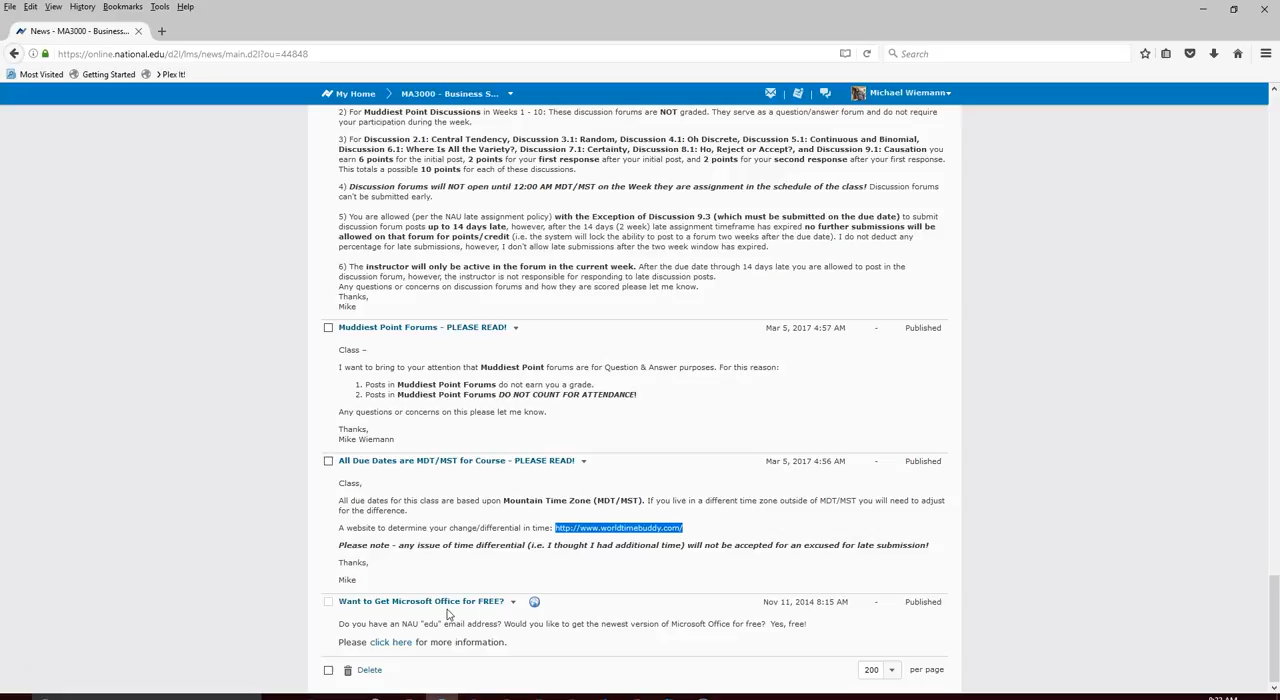 File Edit View History Bookmarks Tools Help
News - MA3000 - Business...
https://online.national.edu/d2l/lms/news/main.d2l?ou=44848
Search
Most Visited Getting Started Plex It!
My Home MA3000 - Business S... Michael Wiemann
2) For Muddiest Point Discussions in Weeks 1 - 10: These discussion forums are NOT graded. They serve as a question/answer forum and do not require
your participation during the week.
3) For Discussion 2.1: Central Tendency, Discussion 3.1: Random, Discussion 4.1: Oh Discrete, Discussion 5.1: Continuous and Binomial,
Discussion 6.1: Where Is All the Variety?, Discussion 7.1: Certainty, Discussion 8.1: Ho, Reject or Accept?, and Discussion 9.1: Causation you
earn 6 points for the initial post, 2 points for your first response after your initial post, and 2 points for your second response after your first response.
This totals a possible 10 points for each of these discussions.
4) Discussion forums will NOT open until 12:00 AM MDT/MST on the Week they are assignment in the schedule of the class! Discussion forums
can't be submitted early.
5) You are allowed (per the NAU late assignment policy) with the Exception of Discussion 9.3 (which must be submitted on the due date) to submit
discussion forum posts up to 14 days late, however, after the 14 days (2 week) late assignment timeframe has expired no further submissions will be
allowed on that forum for points/credit (i.e. the system will lock the ability to post to a forum two weeks after the due date). I do not deduct any
percentage for late submissions, however, I don't allow late submissions after the two week window has expired.
6) The instructor will only be active in the forum in the current week. After the due date through 14 days late you are allowed to post in the
discussion forum, however, the instructor is not responsible for responding to late discussion posts.
Any questions or concerns on discussion forums and how they are scored please let me know.
Thanks,
Mike
Muddiest Point Forums - PLEASE READ! Mar 5, 2017 4:57 AM - Published
Class –
I want to bring to your attention that Muddiest Point forums are for Question & Answer purposes. For this reason:
1. Posts in Muddiest Point Forums do not earn you a grade.
2. Posts in Muddiest Point Forums DO NOT COUNT FOR ATTENDANCE!
Any questions or concerns on this please let me know.
Thanks,
Mike Wiemann
All Due Dates are MDT/MST for Course - PLEASE READ! Mar 5, 2017 4:56 AM - Published
Class,
All due dates for this class are based upon Mountain Time Zone (MDT/MST). If you live in a different time zone outside of MDT/MST you will need to adjust
for the difference.
A website to determine your change/differential in time: http://www.worldtimebuddy.com/
Please note - any issue of time differential (i.e. I thought I had additional time) will not be accepted for an excused for late submission!
Thanks,
Mike
Want to Get Microsoft Office for FREE? Nov 11, 2014 8:15 AM - Published
Do you have an NAU "edu" email address? Would you like to get the newest version of Microsoft Office for free? Yes, free!
Please click here for more information.
Delete 200 per page